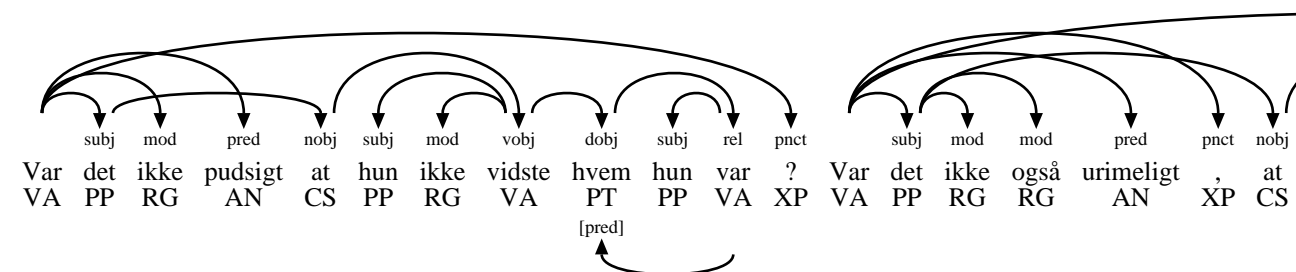 subj mod pred nobj subj mod vobj dobj subj rel pnct subj mod mod pred pnct nobj
Var det ikke pudsigt at hun ikke vidste hvem hun var ? Var det ikke også urimeligt , at
VA PP RG AN CS PP RG VA PT PP VA XP VA PP RG RG AN XP CS
[pred]